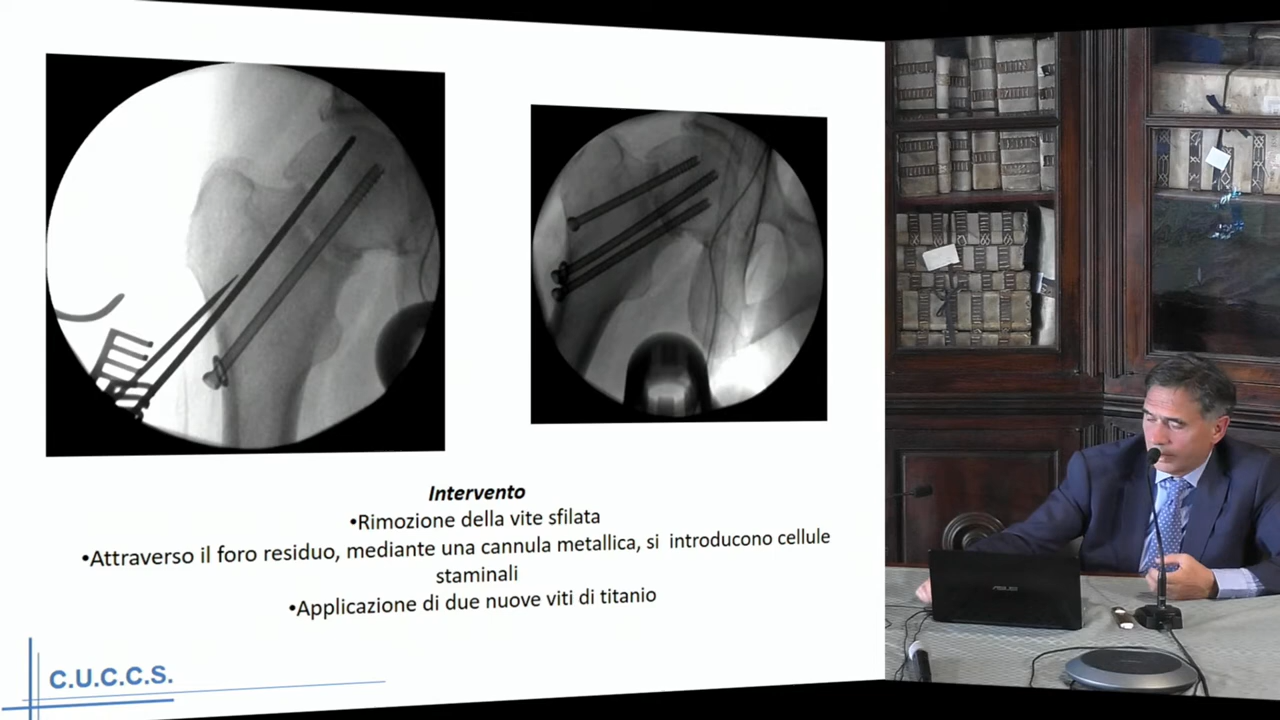 Intervento
•Rimozione della vite sfilata
•Attraverso il foro residuo, mediante una cannula metallica, si introducono cellule
staminali
•Applicazione di due nuove viti di titanio
C.U.C.C.S.
ASUS